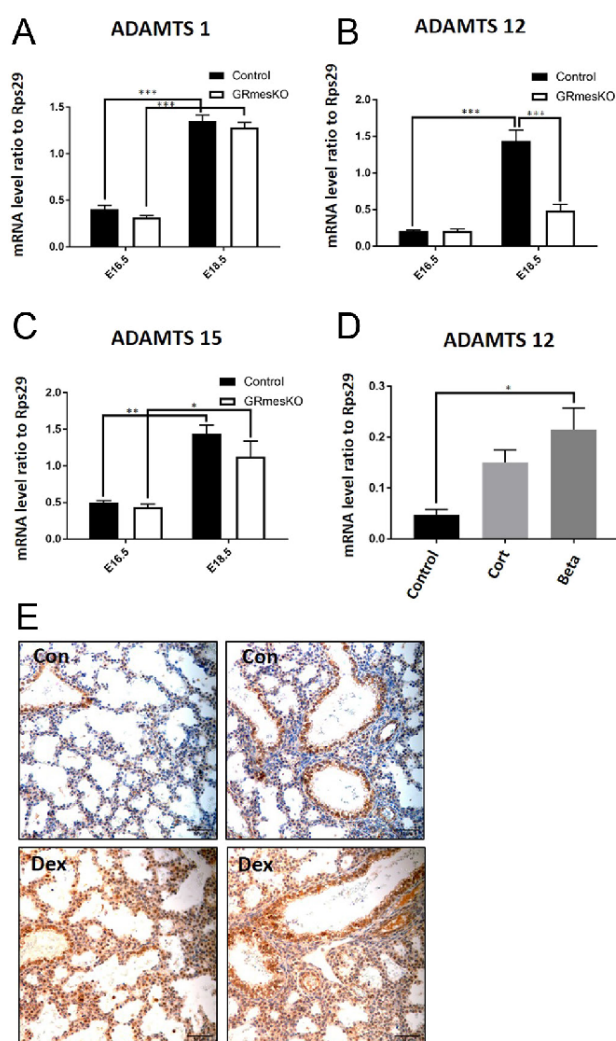 A
ADAMTS 1
Control
GRmesKO
***
***
mRNA level ratio to Rps29
1.5
1.0
0.5
0.0
E16.5
E18.5
B
ADAMTS 12
Control
GRmesKO
***
***
mRNA level ratio to Rps29
2.0
1.5
1.0
0.5
0.0
E16.5
E18.5
C
ADAMTS 15
Control
GRmesKO
**
*
mRNA level ratio to Rps29
2.0
1.5
1.0
0.5
0.0
E16.5
E18.5
D
ADAMTS 12
*
mRNA level ratio to Rps29
0.3
0.2
0.1
0.0
Control
Cort
Beta
E
Con
Con
Dex
Dex